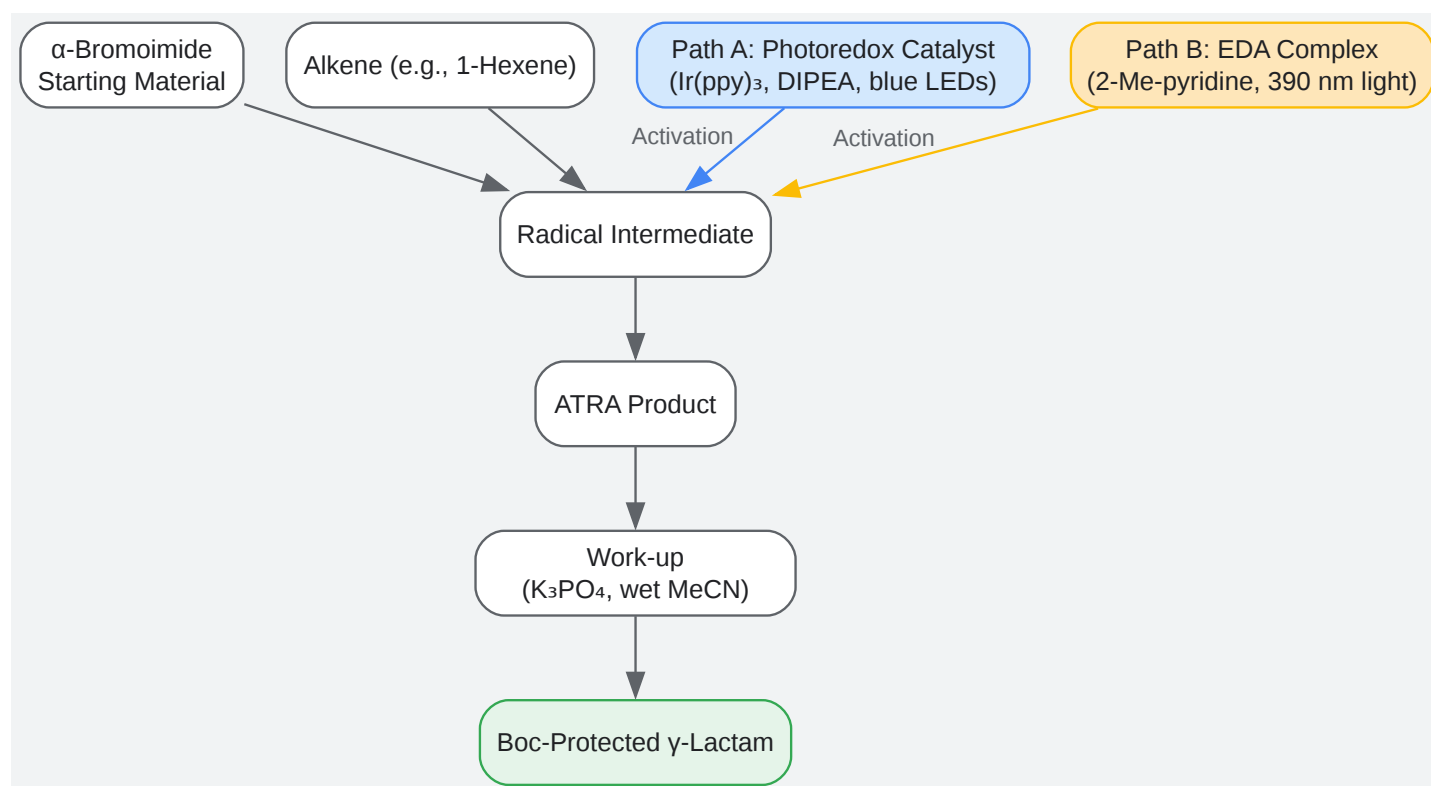 α-Bromoimide
Starting Material
Alkene (e.g., 1-Hexene)
Path A: Photoredox Catalyst
(Ir(ppy)₃, DIPEA, blue LEDs)
Path B: EDA Complex
(2-Me-pyridine, 390 nm light)
Activation
Activation
Radical Intermediate
ATRA Product
Work-up
(K₃PO₄, wet MeCN)
Boc-Protected γ-Lactam